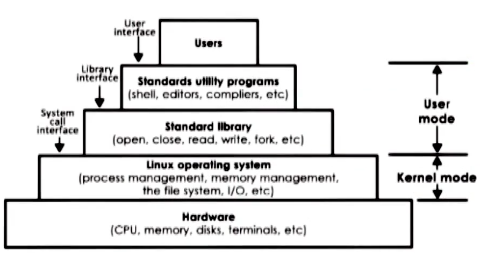 User
interface
Users
Library
interface
Standards utility programs
(shell, editors, compliers, etc)
System
call
interface
Standard library
(open, close, read, write, fork, etc)
User
mode
Linux operating system
(process management, memory management,
the file system, I/O, etc)
Kernel mode
Hardware
(CPU, memory, disks, terminals, etc)